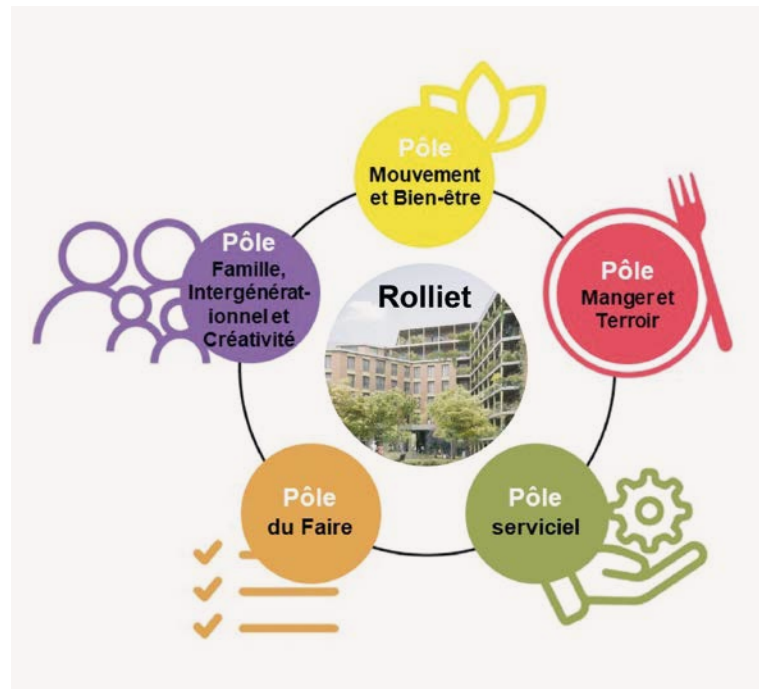 Pôle
Mouvement
et Bien-être
Pôle
Manger et
Terroir
Pôle
serviciel
Pôle
du Faire
Pôle
Famille,
Intergénérat-
ionnel et
Créativité
Rolliet